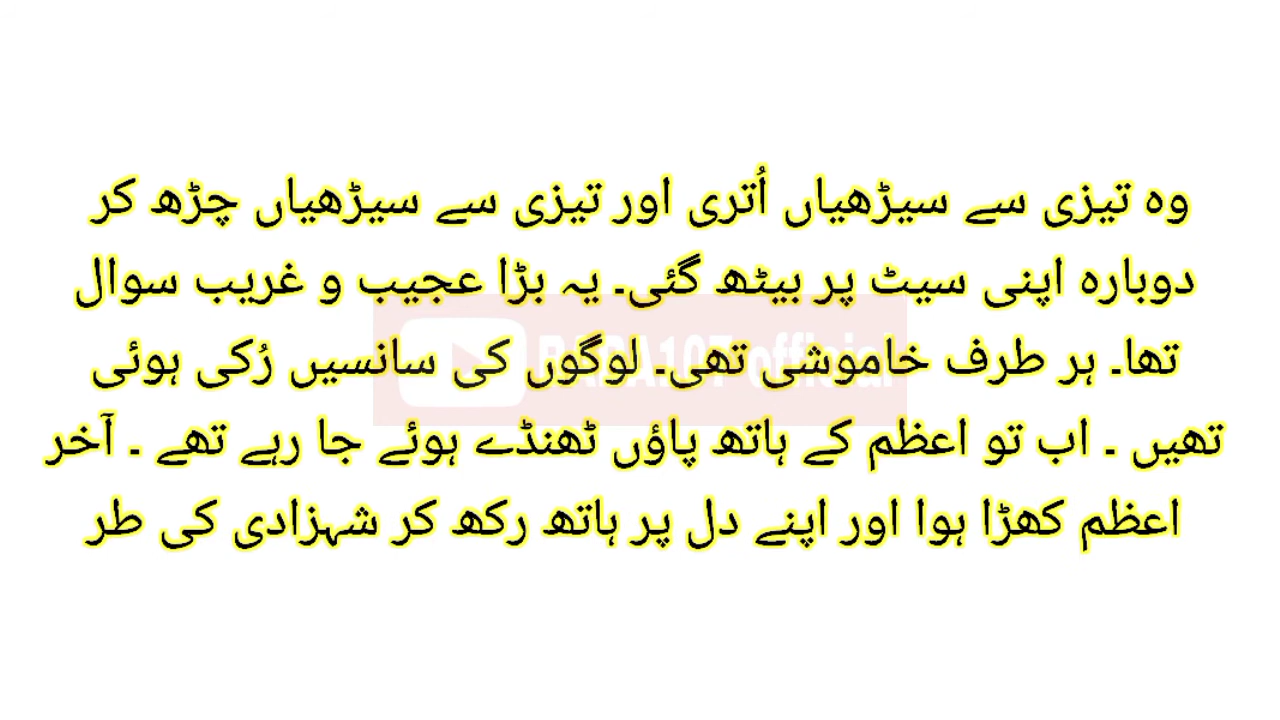 وہ تیزی سے سیڑھیاں اُتری اور تیزی سے سیڑھیاں چڑھ کر
دوبارہ اپنی سیٹ پر بیٹھ گئی۔ یہ بڑا عجیب و غریب سوال
تھا۔ ہر طرف خاموشی تھی۔ لوگوں کی سانسیں رُکی ہوئی
تھیں ۔ اب تو اعظم کے ہاتھ پاؤں ٹھنڈے ہوئے جا رہے تھے ۔ آخر
اعظم کھڑا ہوا اور اپنے دل پر ہاتھ رکھ کر شہزادی کی طر
official